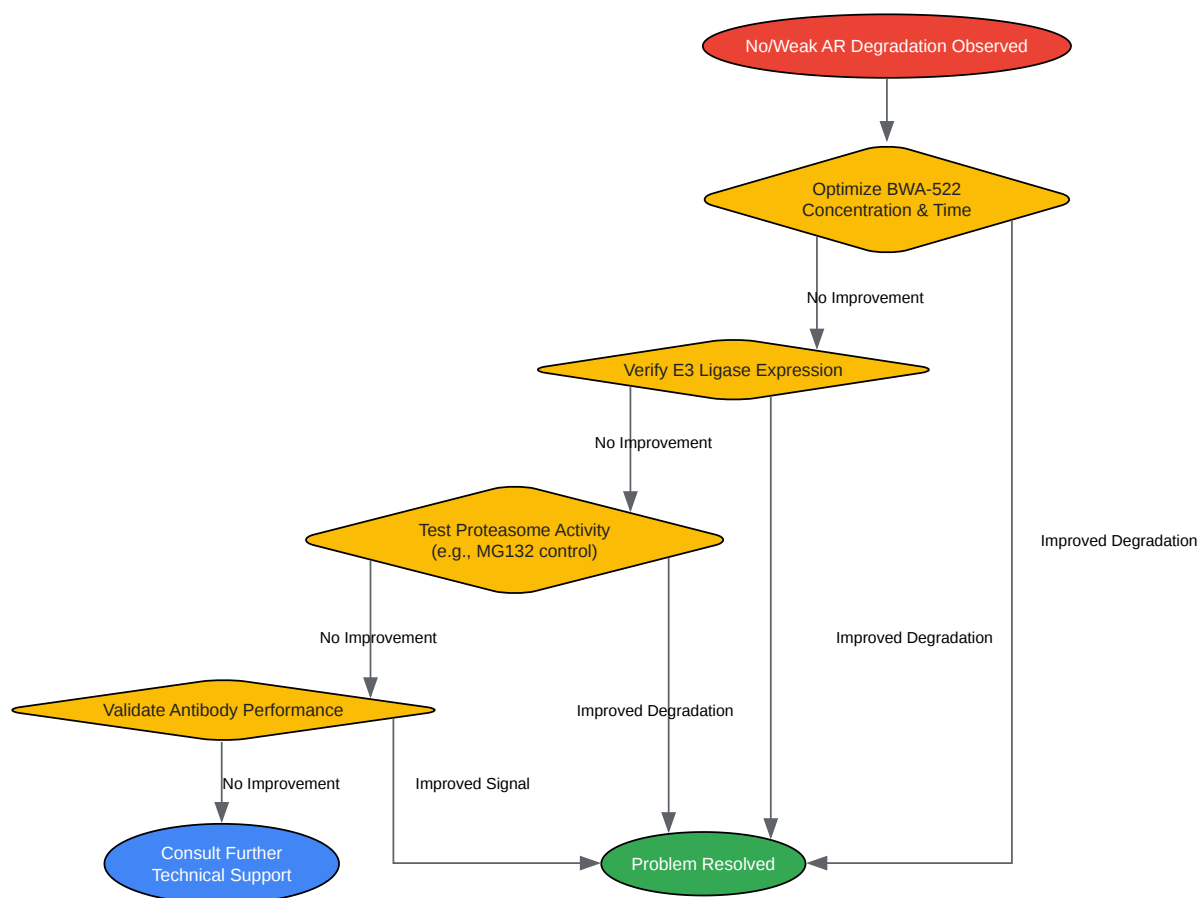 No/Weak AR Degradation Observed
Optimize BWA-522
Concentration & Time
No Improvement
Verify E3 Ligase Expression
No Improvement
Test Proteasome Activity
(e.g., MG132 control)
Improved Degradation
No Improvement
Improved Degradation
Validate Antibody Performance
Improved Degradation
No Improvement
Improved Signal
Consult Further
Technical Support
Problem Resolved